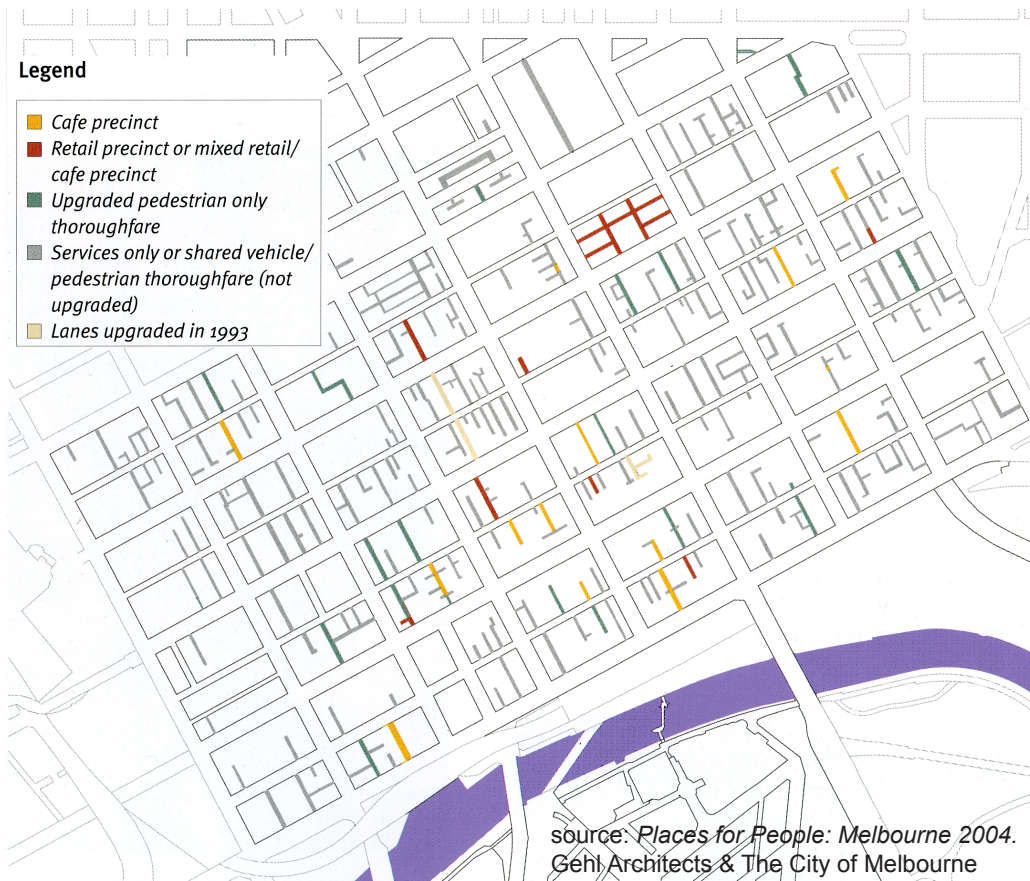 Legend
Cafe precinct
Retail precinct or mixed retail/
cafe precinct
Upgraded pedestrian only
thoroughfare
Services only or shared vehicle/
pedestrian thoroughfare (not
upgraded)
Lanes upgraded in 1993
source: Places for People: Melbourne 2004.
Gehl Architects & The City of Melbourne